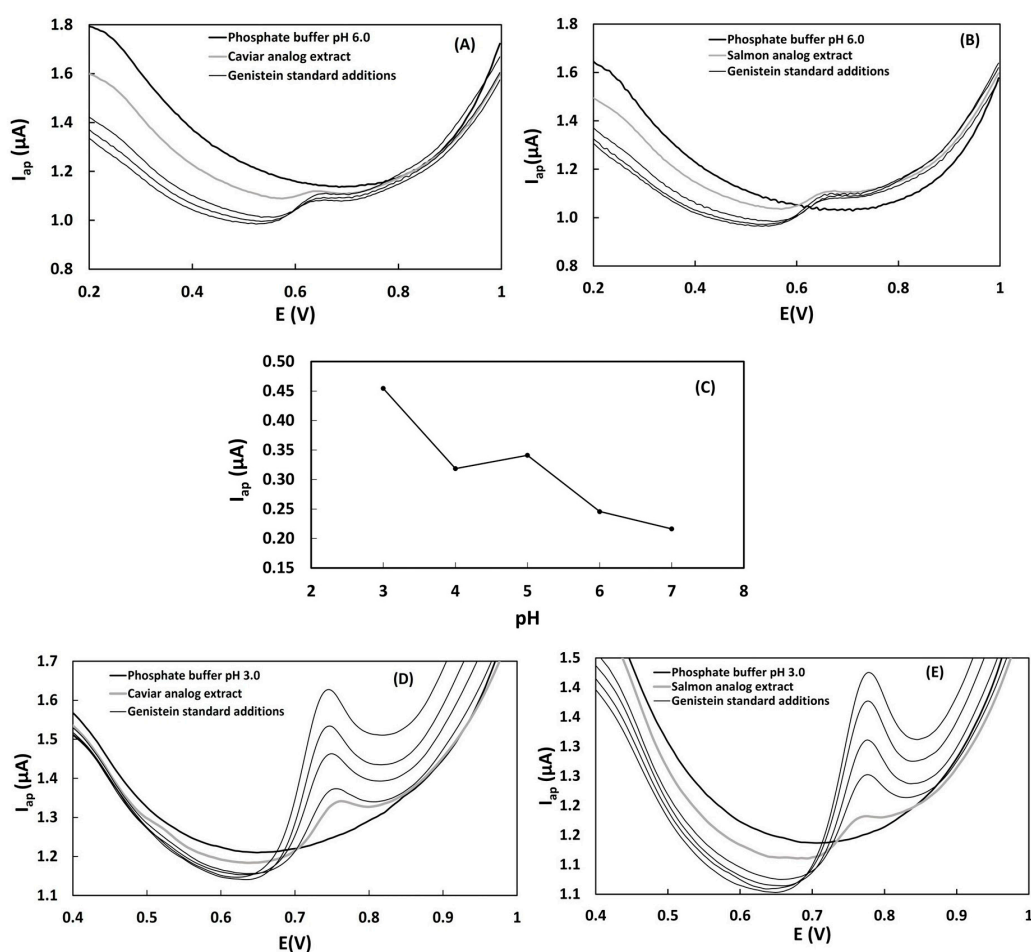 (A)
Phosphate buffer pH 6.0
Caviar analog extract
Genistein standard additions
1.8
1.6
1.4
1.2
1.0
0.8
I_ap (µA)
0.2
0.4
0.6
0.8
1
E (V)
(B)
Phosphate buffer pH 6.0
Salmon analog extract
Genistein standard additions
1.8
1.6
1.4
1.2
1.0
0.8
I_ap(µA)
0.2
0.4
0.6
0.8
1
E(V)
(C)
0.50
0.45
0.40
0.35
0.30
0.25
0.20
0.15
I_ap (µA)
2
3
4
5
6
7
8
pH
(D)
Phosphate buffer pH 3.0
Caviar analog extract
Genistein standard additions
1.7
1.6
1.5
1.4
1.3
1.2
1.1
I_ap (µA)
0.4
0.5
0.6
0.7
0.8
0.9
1
E(V)
(E)
Phosphate buffer pH 3.0
Salmon analog extract
Genistein standard additions
1.5
1.4
1.4
1.3
1.3
1.2
1.2
1.1
1.1
I_ap (µA)
0.4
0.5
0.6
0.7
0.8
0.9
1
E (V)